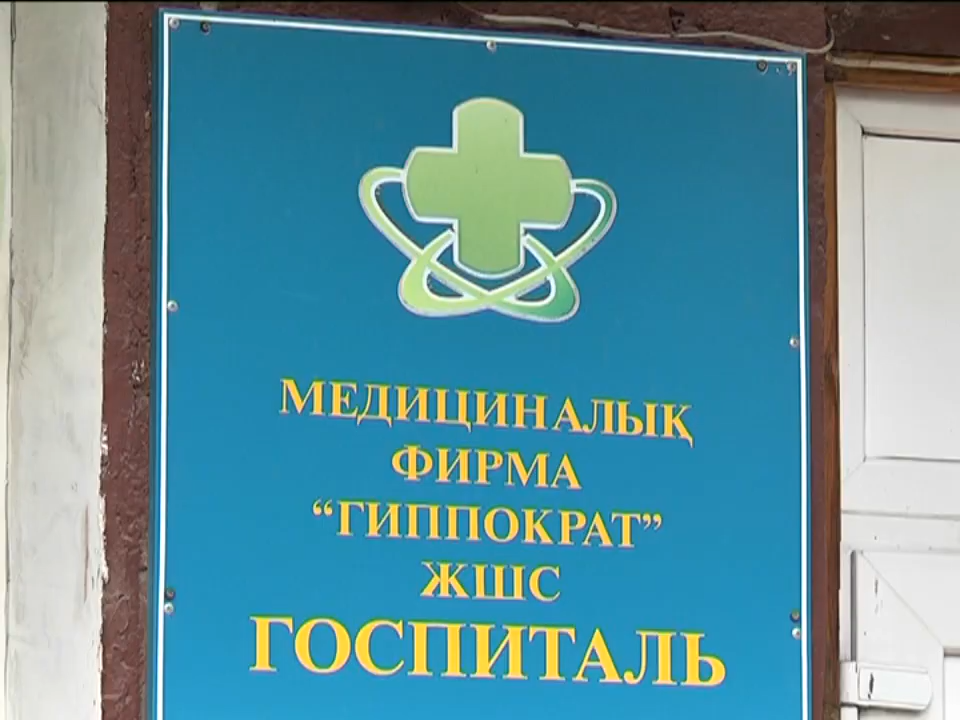 МЕДИЦИНАЛЫҚ
ФИРМА
“ГИППОКРАТ”
ЖШС
ГОСПИТАЛЬ